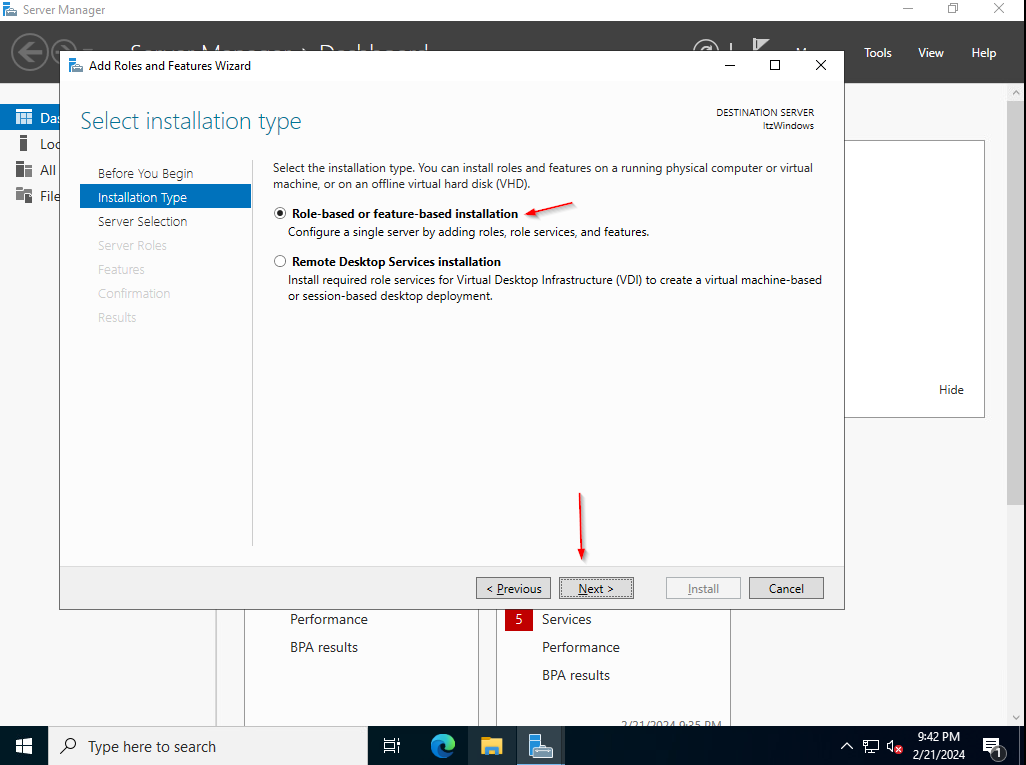 Server Manager
Tools View Help
Add Roles and Features Wizard
Select installation type
DESTINATION SERVER
ItzWindows
Before You Begin
Installation Type
Server Selection
Server Roles
Features
Confirmation
Results
Select the installation type. You can install roles and features on a running physical computer or virtual
machine, or on an offline virtual hard disk (VHD).
Role-based or feature-based installation
Configure a single server by adding roles, role services, and features.
Remote Desktop Services installation
Install required role services for Virtual Desktop Infrastructure (VDI) to create a virtual machine-based
or session-based desktop deployment.
All
Hide
< Previous
Next >
Install
Cancel
Performance
BPA results
5 Services
Performance
BPA results
2/21/2024 9:35 PM
Type here to search
9:42 PM
2/21/2024
1